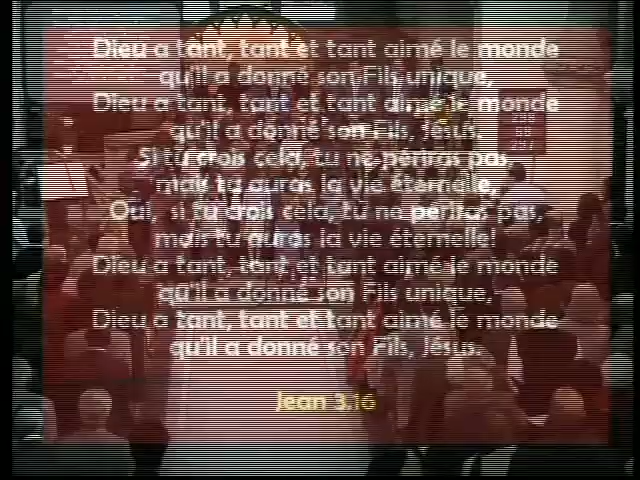 Dieu a tant, tant et tant aimé le monde
qu'il a donné son Fils unique,
Dieu a tant, tant et tant aimé le monde
qu'il a donné son Fils, Jésus.
Si tu crois cela, tu ne périras pas,
mais tu auras la vie éternelle,
Oui, si tu crois cela, tu ne périras pas,
mais tu auras la vie éternelle!
Dieu a tant, tant et tant aimé le monde
qu'il a donné son Fils unique,
Dieu a tant, tant et tant aimé le monde
qu'il a donné son Fils, Jésus.
Jean 3.16